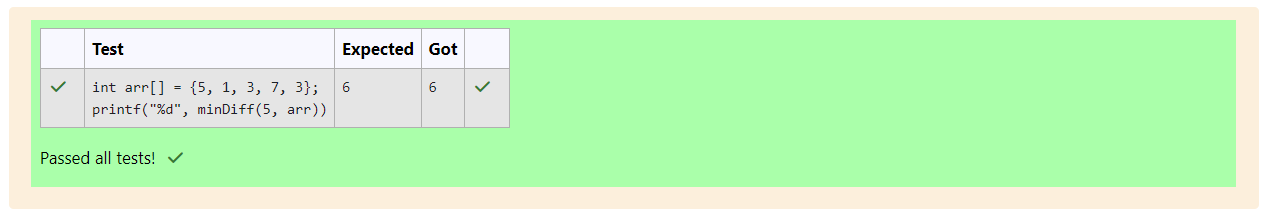 Test Expected Got
int arr[] = {5, 1, 3, 7, 3}; 6 6
printf("%d", minDiff(5, arr))
Passed all tests!